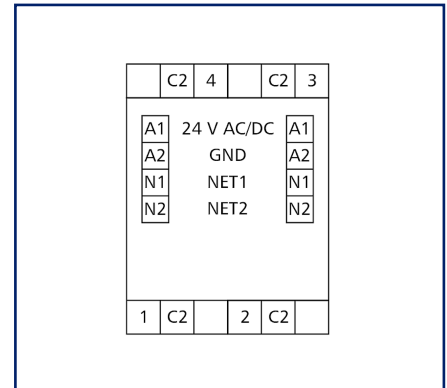 C2 4 C2 3
A1 24 V AC/DC A1
A2 GND A2
N1 NET1 N1
N2 NET2 N2
1 C2 2 C2